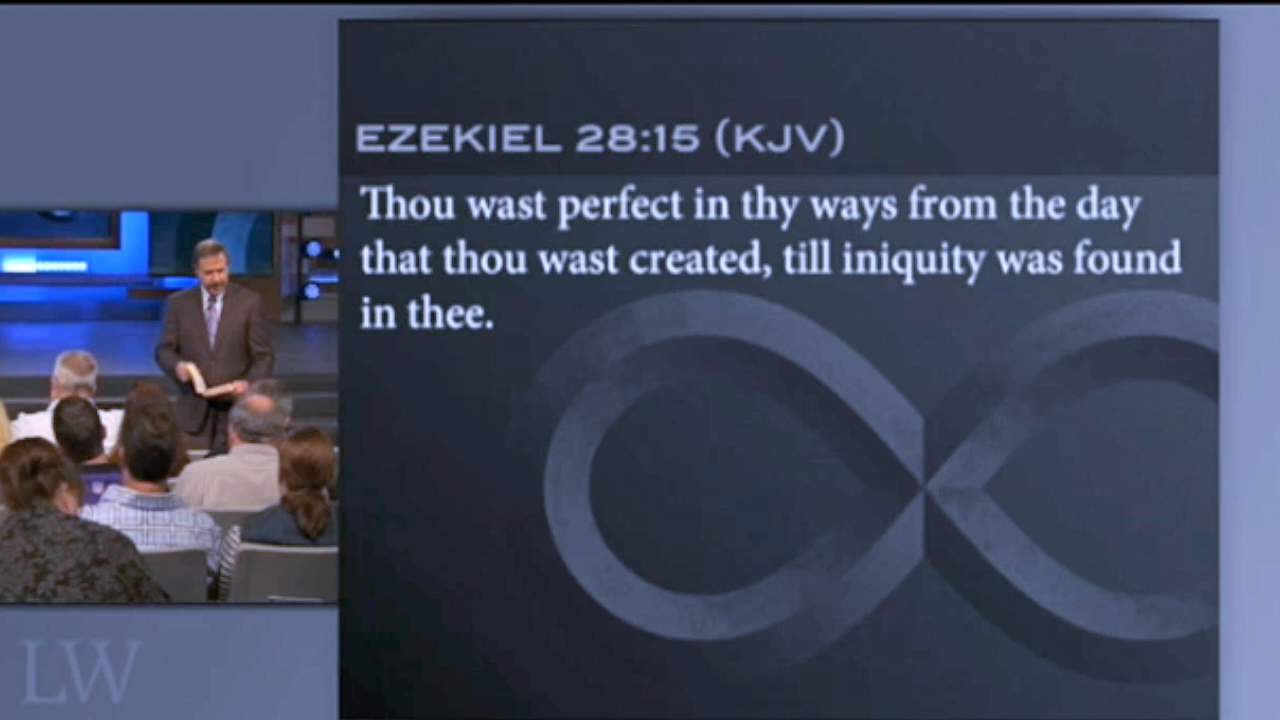 EZEKIEL 28:15 (KJV)
Thou wast perfect in thy ways from the day
that thou wast created, till iniquity was found
in thee.
LW